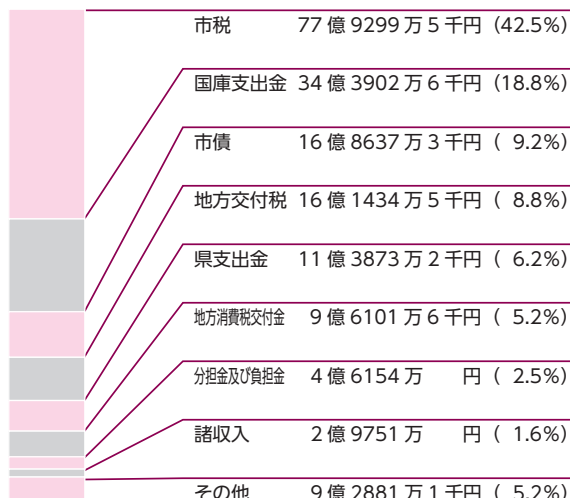 市税 77億9299万5千円 (42.5%)
国庫支出金 34億3902万6千円 (18.8%)
市債 16億8637万3千円 ( 9.2%)
地方交付税 16億1434万5千円 ( 8.8%)
県支出金 11億3873万2千円 ( 6.2%)
地方消費税交付金 9億6101万6千円 ( 5.2%)
分担金及び負担金 4億6154万 円 ( 2.5%)
諸収入 2億9751万 円 ( 1.6%)
その他 9億2881万1千円 ( 5.2%)